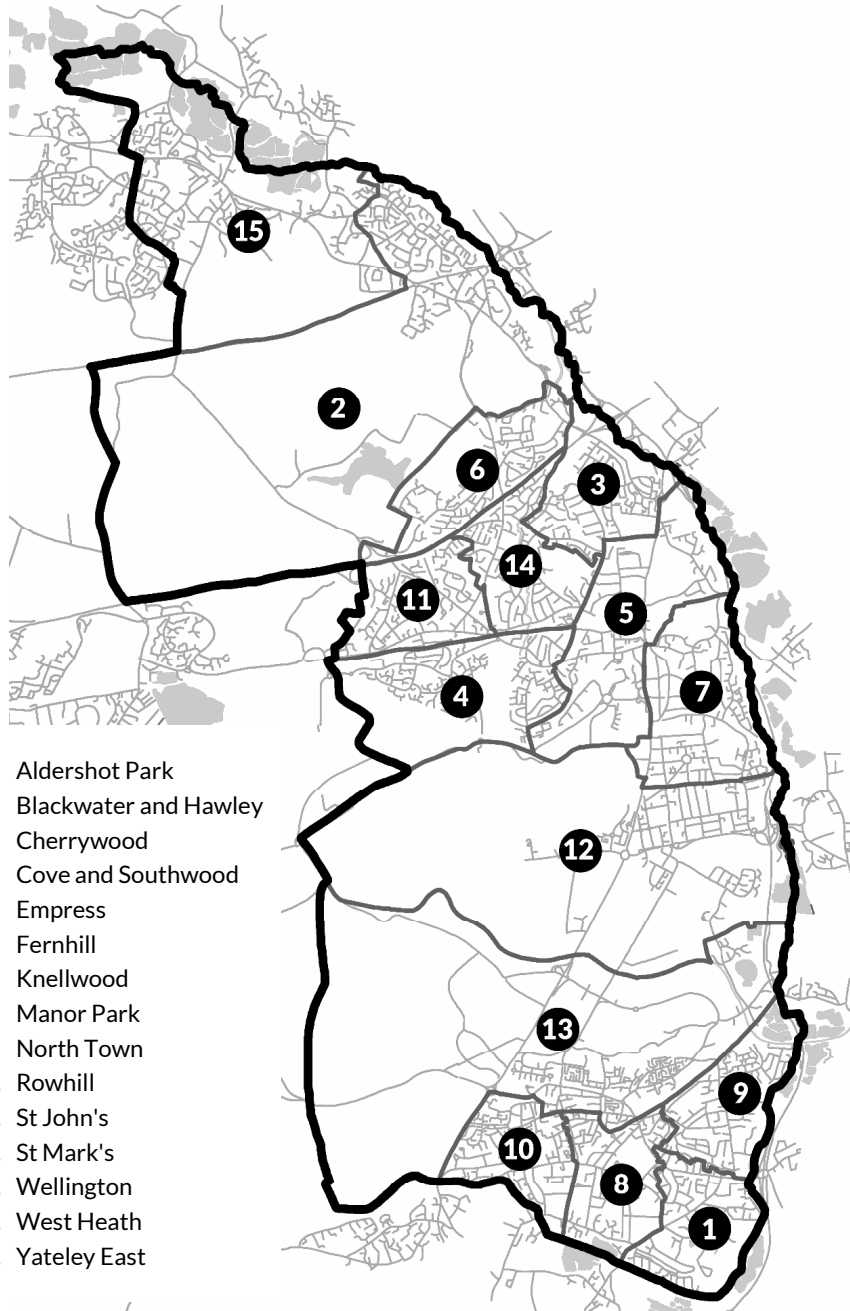 15
2
6
3
14
11
5
4
7
Aldershot Park
Blackwater and Hawley
Cherrywood
Cove and Southwood
Empress
Fernhill
Knellwood
Manor Park
North Town
Rowhill
St John's
St Mark's
Wellington
West Heath
Yateley East
12
13
9
10
8
1